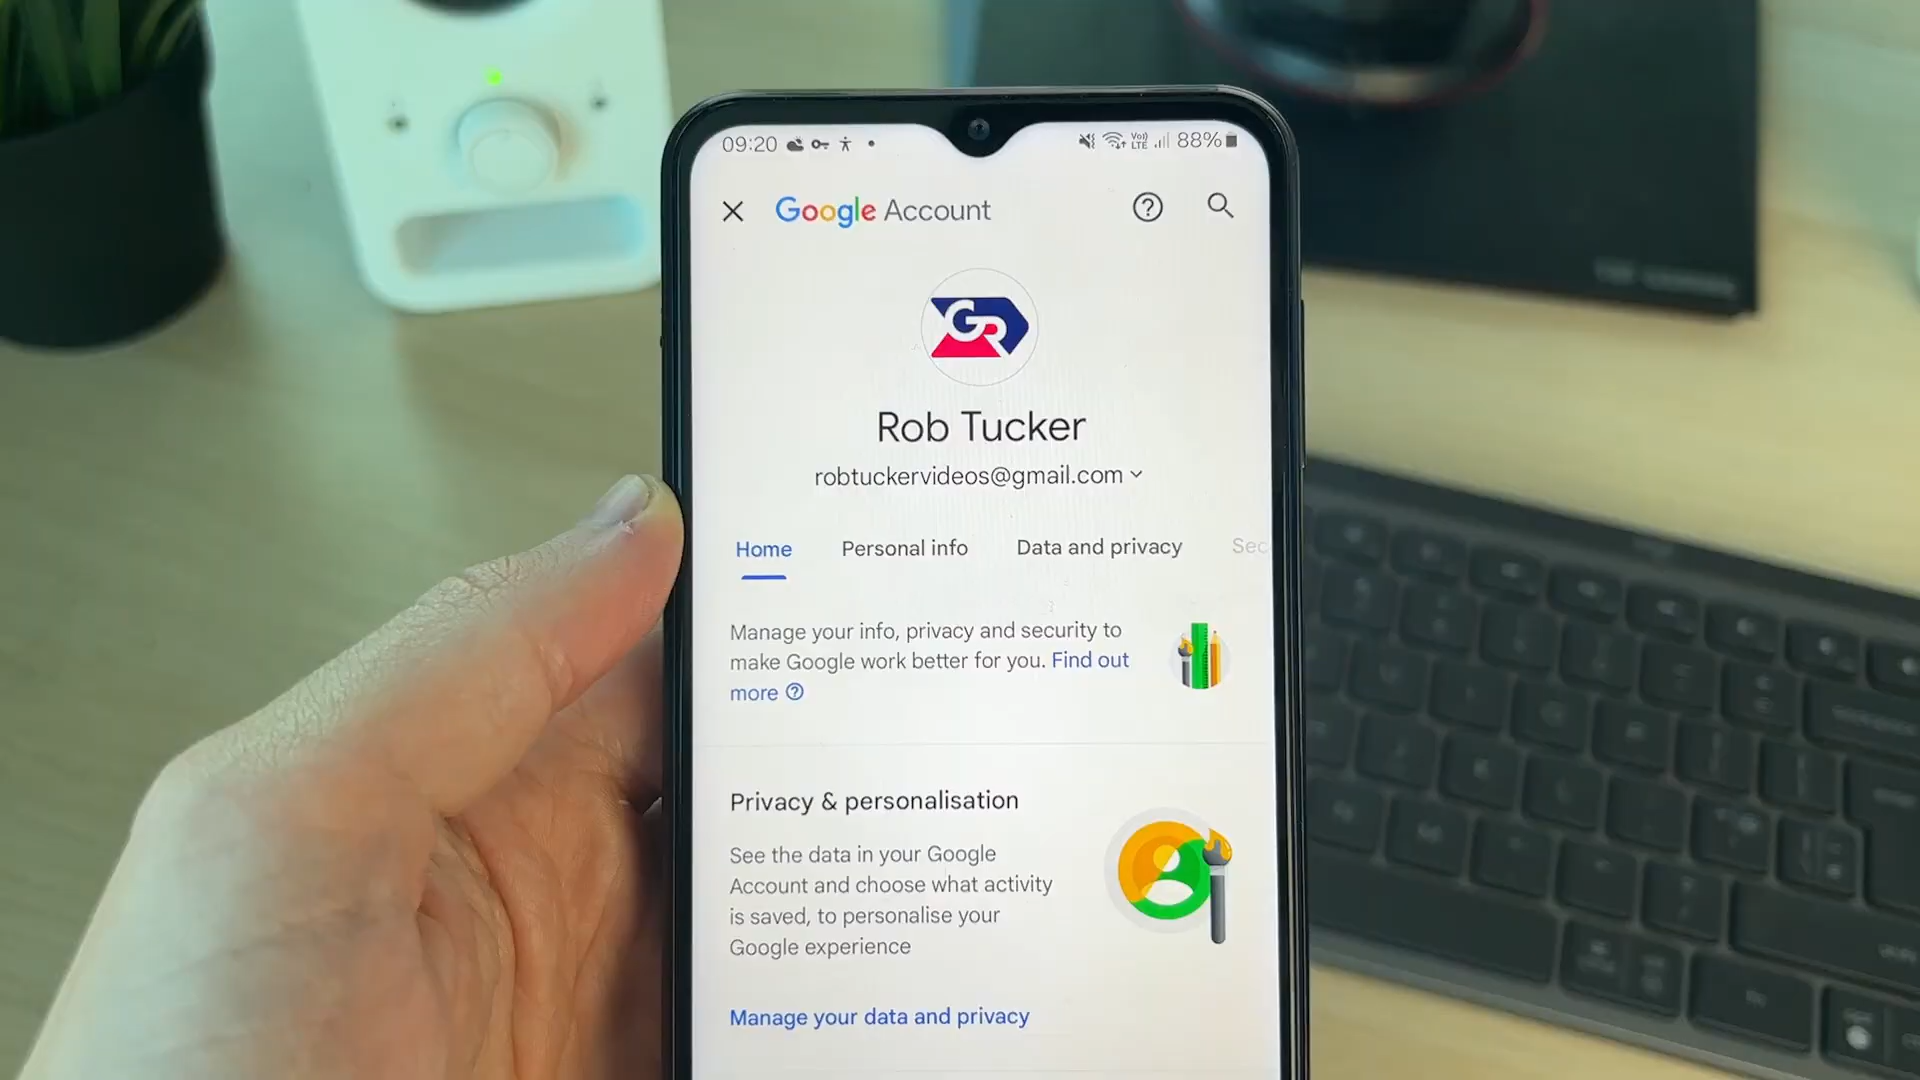 09:20 88%
Google Account
GR
Rob Tucker
robtuckervideos@gmail.com
Home Personal info Data and privacy Sec
Manage your info, privacy and security to
make Google work better for you. Find out
more
Privacy & personalisation
See the data in your Google
Account and choose what activity
is saved, to personalise your
Google experience
Manage your data and privacy